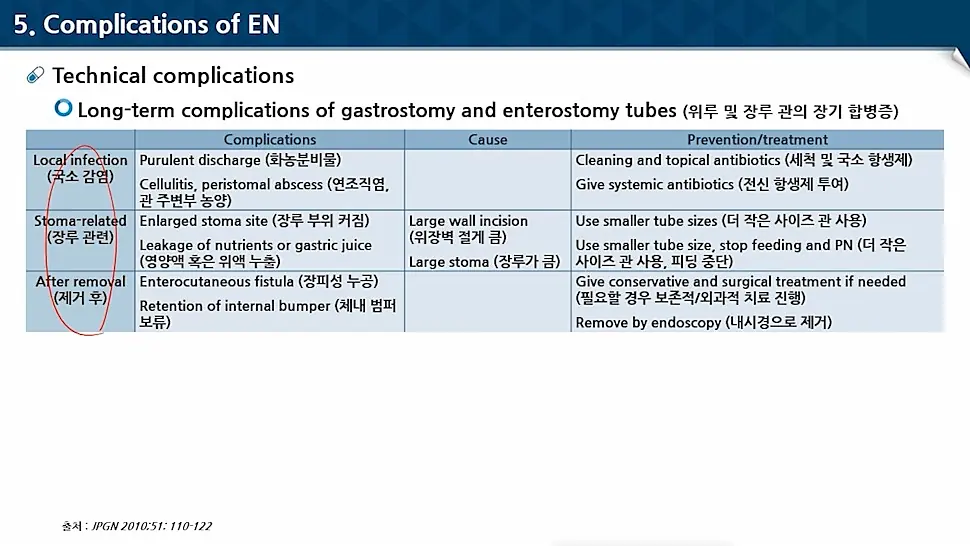 5. Complications of EN
Technical complications
Long-term complications of gastrostomy and enterostomy tubes (위루 및 장루 관의 장기 합병증)
Complications Cause Prevention/treatment
Local infection
(국소 감염)
Purulent discharge (화농분비물)
Cellulitis, peristomal abscess (연조직염,
관 주변부 농양)
Cleaning and topical antibiotics (세척 및 국소 항생제)
Give systemic antibiotics (전신 항생제 투여)
Stoma-related
(장루 관련)
Enlarged stoma site (장루 부위 커짐)
Leakage of nutrients or gastric juice
(영양액 혹은 위액 누출)
Large wall incision
(위장벽 절게 큼)
Large stoma (장루가 큼)
Use smaller tube sizes (더 작은 사이즈 관 사용)
Use smaller tube size, stop feeding and PN (더 작은
사이즈 관 사용, 피딩 중단)
After removal
(제거 후)
Enterocutaneous fistula (장피성 누공)
Retention of internal bumper (체내 범퍼
보류)
Give conservative and surgical treatment if needed
(필요할 경우 보존적/외과적 치료 진행)
Remove by endoscopy (내시경으로 제거)
출처 : JPGN 2010;51: 110-122